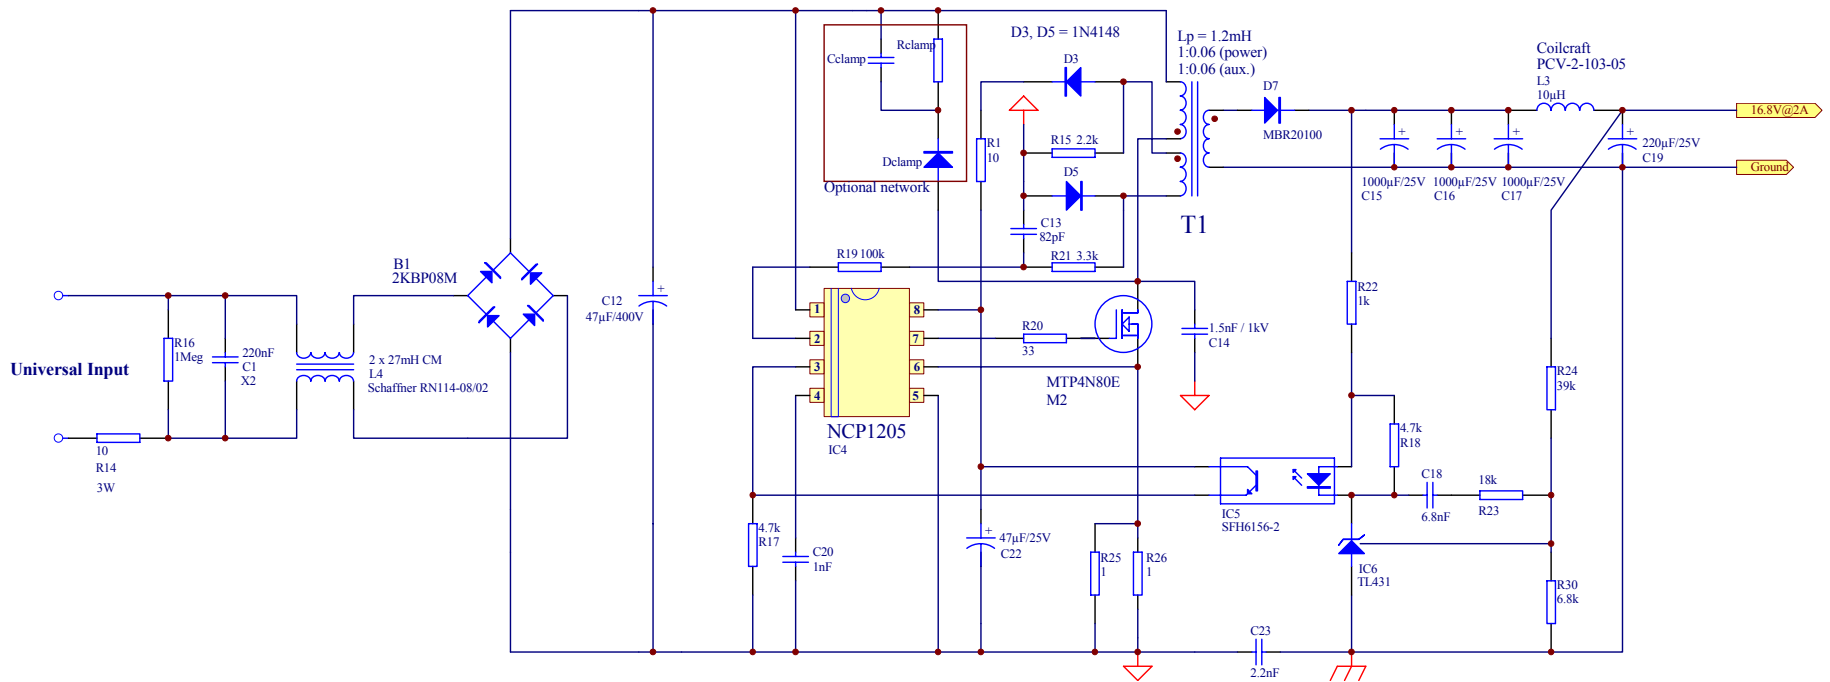 Universal Input
10
R14
3W
R16
1Meg
220nF
C1
X2
2 x 27mH CM
L4
Schaffner RN114-08/02
B1
2KBP08M
C12
47µF/400V
+
Cclamp
Rclamp
Dclamp
Optional network
D3, D5 = 1N4148
D3
R1
10
R15 2.2k
D5
C13
82pF
R19 100k
R21 3.3k
1
2
3
4
8
7
6
5
NCP1205
IC4
R20
33
MTP4N80E
M2
1.5nF / 1kV
C14
Lp = 1.2mH
1:0.06 (power)
1:0.06 (aux.)
T1
D7
MBR20100
Coilcraft
PCV-2-103-05
L3
10µH
16.8V@2A
Ground
+
+
+
+
1000µF/25V
C15
1000µF/25V
C16
1000µF/25V
C17
220µF/25V
C19
R22
1k
R24
39k
4.7k
R18
C18
6.8nF
18k
R23
IC5
SFH6156-2
IC6
TL431
R30
6.8k
4.7k
R17
C20
1nF
+
47µF/25V
C22
R25
1
R26
1
C23
2.2nF